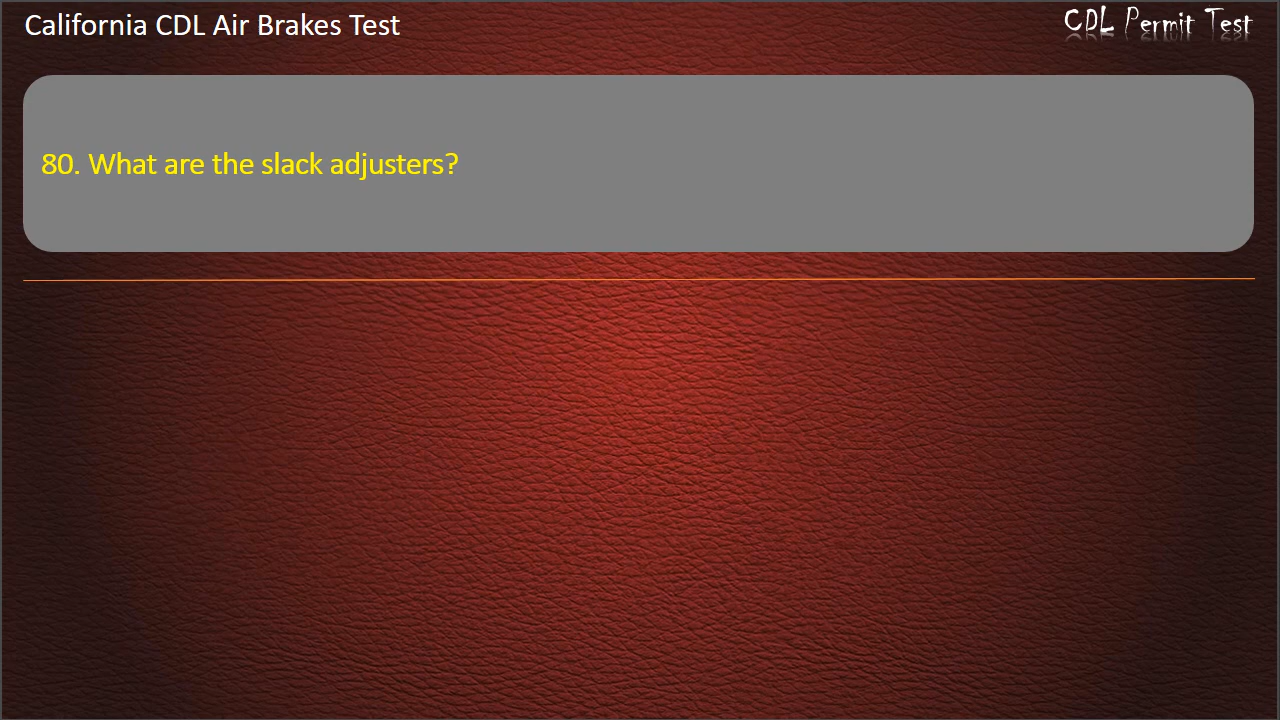 California CDL Air Brakes Test
CDL Permit Test
80. What are the slack adjusters?